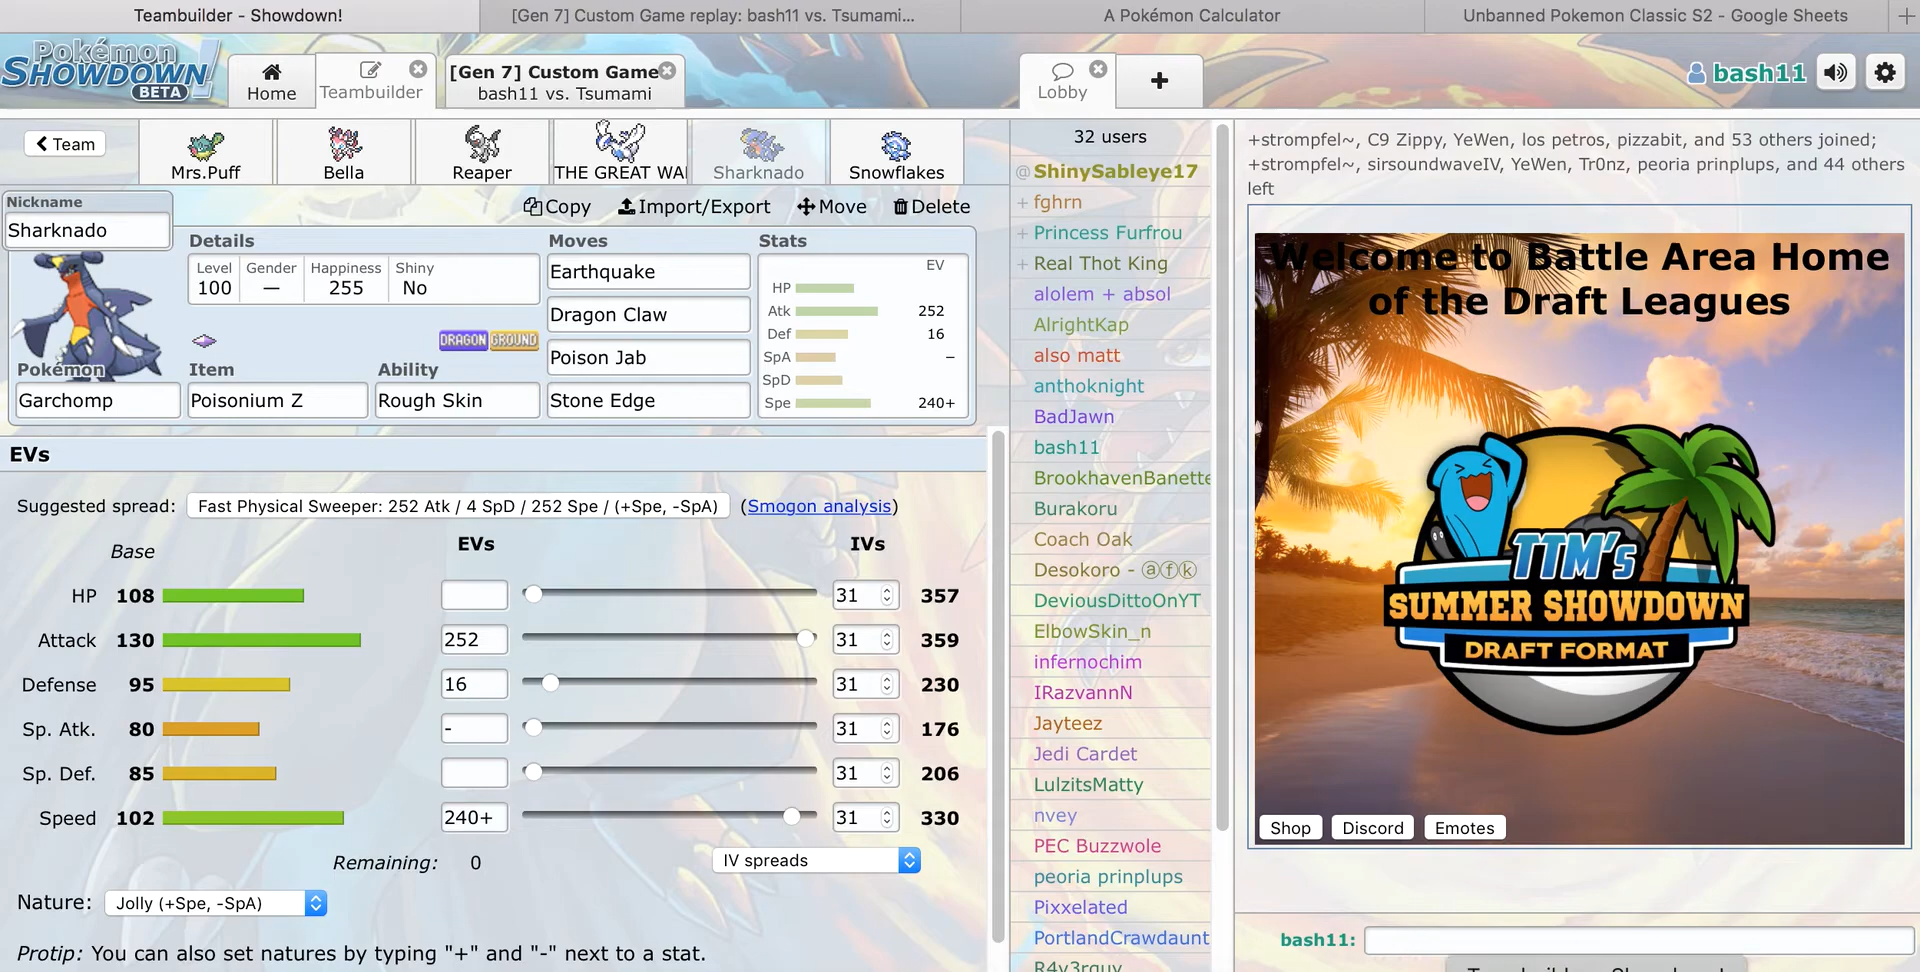 Teambuilder - Showdown!
[Gen 7] Custom Game replay: bash11 vs. Tsumami...
A Pokémon Calculator
Unbanned Pokemon Classic S2 - Google Sheets
Pokémon
SHOWDOWN!
BETA
Home
Teambuilder
[Gen 7] Custom Game
bash11 vs. Tsumami
Lobby
bash11
Team
Mrs.Puff
Bella
Reaper
THE GREAT WA
Sharknado
Snowflakes
Copy
Import/Export
Move
Delete
Nickname
Sharknado
Details
Level
100
Gender
—
Happiness
255
Shiny
No
DRAGON
GROUND
Pokémon
Garchomp
Item
Poisonium Z
Ability
Rough Skin
Moves
Earthquake
Dragon Claw
Poison Jab
Stone Edge
Stats
EV
HP
Atk 252
Def 16
SpA –
SpD
Spe 240+
EVs
Suggested spread: Fast Physical Sweeper: 252 Atk / 4 SpD / 252 Spe / (+Spe, -SpA) (Smogon analysis)
Base EVs IVs
HP 108 31 357
Attack 130 252 31 359
Defense 95 16 31 230
Sp. Atk. 80 - 31 176
Sp. Def. 85 31 206
Speed 102 240+ 31 330
Remaining: 0
IV spreads
Nature: Jolly (+Spe, -SpA)
Protip: You can also set natures by typing "+" and "-" next to a stat.
32 users
@ShinySableye17
+fghrn
+Princess Furfrou
+Real Thot King
alolem + absol
AlrightKap
also matt
anthoknight
BadJawn
bash11
BrookhavenBanette
Burakoru
Coach Oak
Desokoro - ⓐⓕⓚ
DeviousDittoOnYT
ElbowSkin_n
infernochim
IRazvannN
Jayteez
Jedi Cardet
LulzitsMatty
nvey
PEC Buzzwole
peoria prinplups
Pixxelated
PortlandCrawdaunt
R4v3rguy
+strompfel~, C9 Zippy, YeWen, los petros, pizzabit, and 53 others joined;
+strompfel~, sirsoundwaveIV, YeWen, Tr0nz, peoria prinplups, and 44 others
left
Welcome to Battle Area Home
of the Draft Leagues
TTM's
SUMMER SHOWDOWN
DRAFT FORMAT
Shop
Discord
Emotes
bash11: